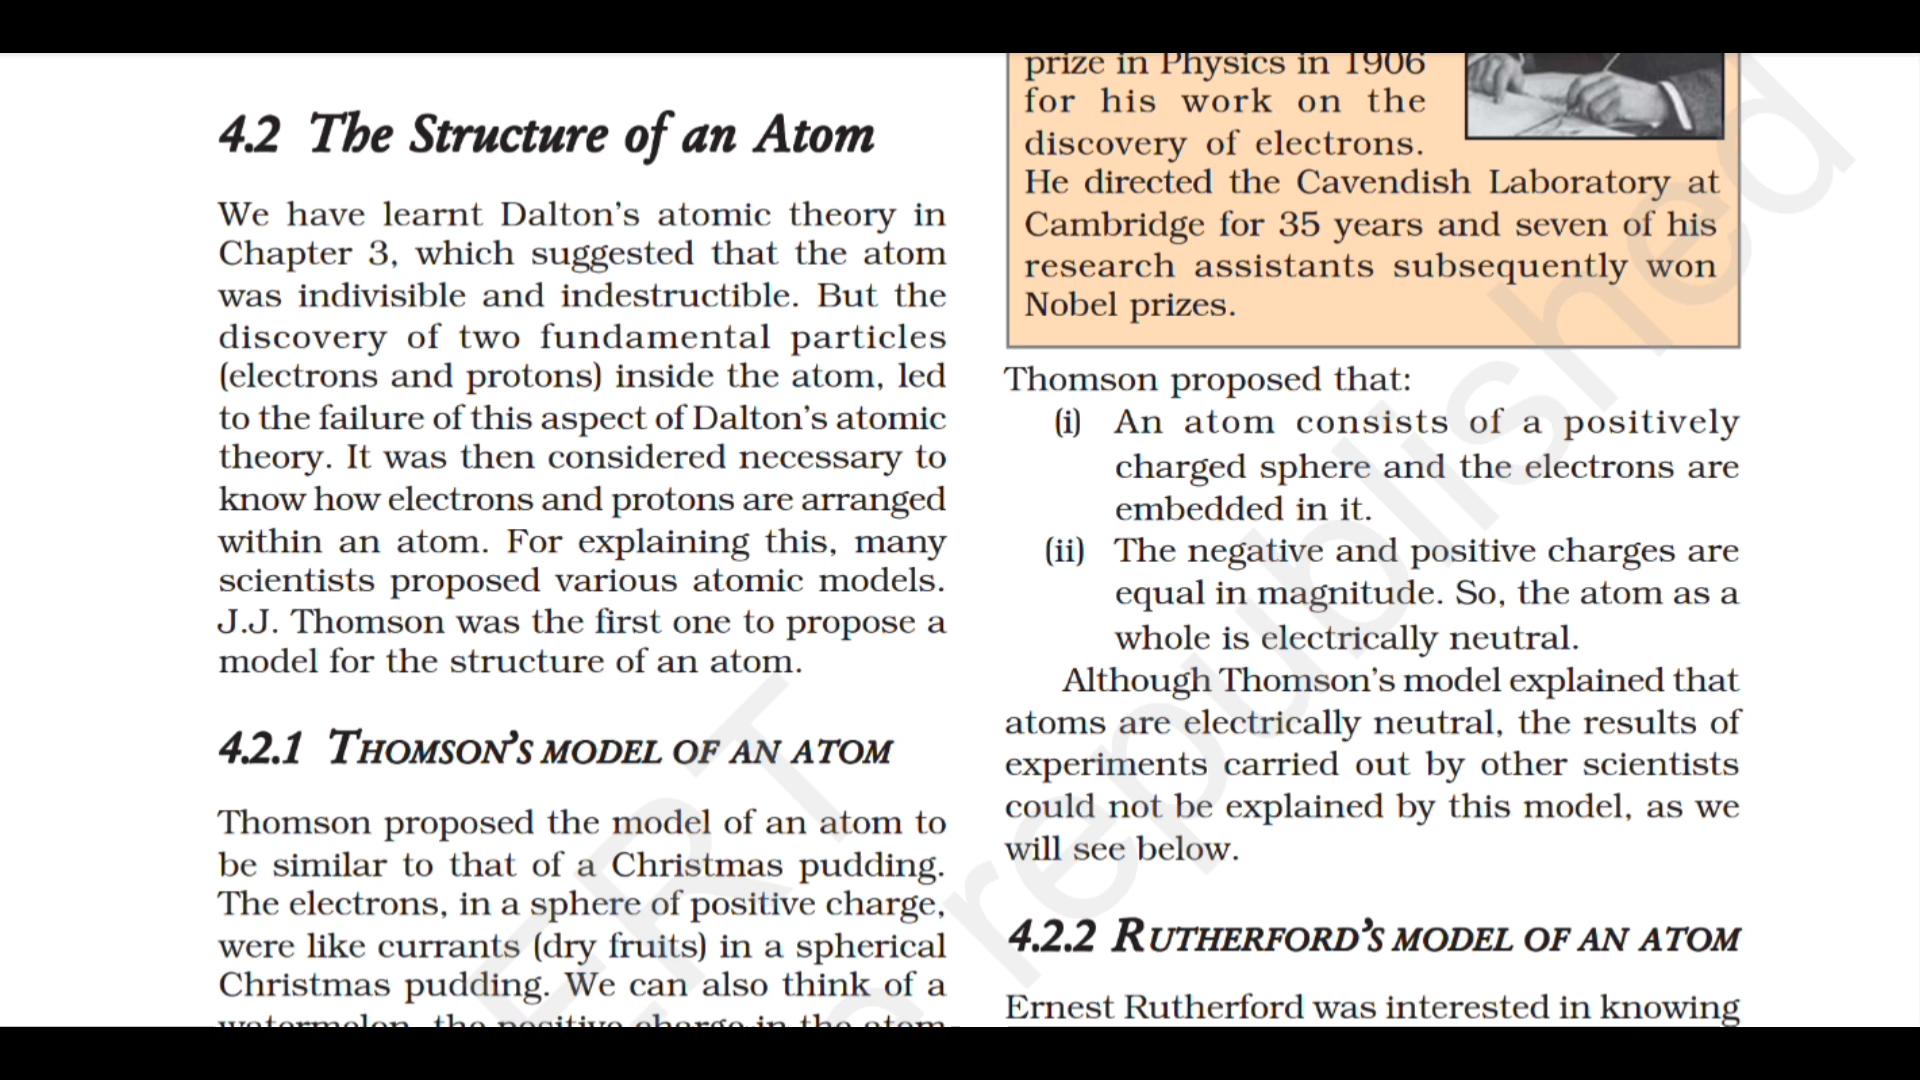 4.2 The Structure of an Atom
We have learnt Dalton’s atomic theory in
Chapter 3, which suggested that the atom
was indivisible and indestructible. But the
discovery of two fundamental particles
(electrons and protons) inside the atom, led
to the failure of this aspect of Dalton’s atomic
theory. It was then considered necessary to
know how electrons and protons are arranged
within an atom. For explaining this, many
scientists proposed various atomic models.
J.J. Thomson was the first one to propose a
model for the structure of an atom.
4.2.1 THOMSON’S MODEL OF AN ATOM
Thomson proposed the model of an atom to
be similar to that of a Christmas pudding.
The electrons, in a sphere of positive charge,
were like currants (dry fruits) in a spherical
Christmas pudding. We can also think of a
watermelon, the positive charge in the atom
prize in Physics in 1906
for his work on the
discovery of electrons.
He directed the Cavendish Laboratory at
Cambridge for 35 years and seven of his
research assistants subsequently won
Nobel prizes.
Thomson proposed that:
(i) An atom consists of a positively
charged sphere and the electrons are
embedded in it.
(ii) The negative and positive charges are
equal in magnitude. So, the atom as a
whole is electrically neutral.
Although Thomson’s model explained that
atoms are electrically neutral, the results of
experiments carried out by other scientists
could not be explained by this model, as we
will see below.
4.2.2 RUTHERFORD’S MODEL OF AN ATOM
Ernest Rutherford was interested in knowing
ERT
republished